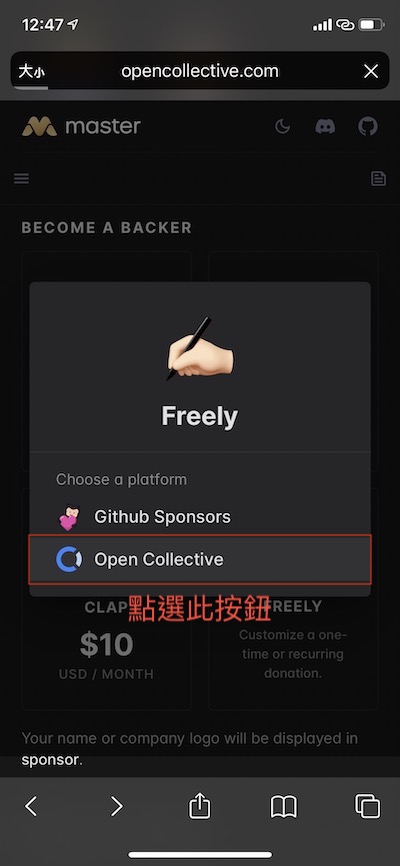 12:47
大小 opencollective.com
master
BECOME A BACKER
Freely
Choose a platform
Github Sponsors
Open Collective
點選此按鈕
CLAP
$10
USD / MONTH
FREELY
Customize a one-
time or recurring
donation.
Your name or company logo will be displayed in
sponsor.